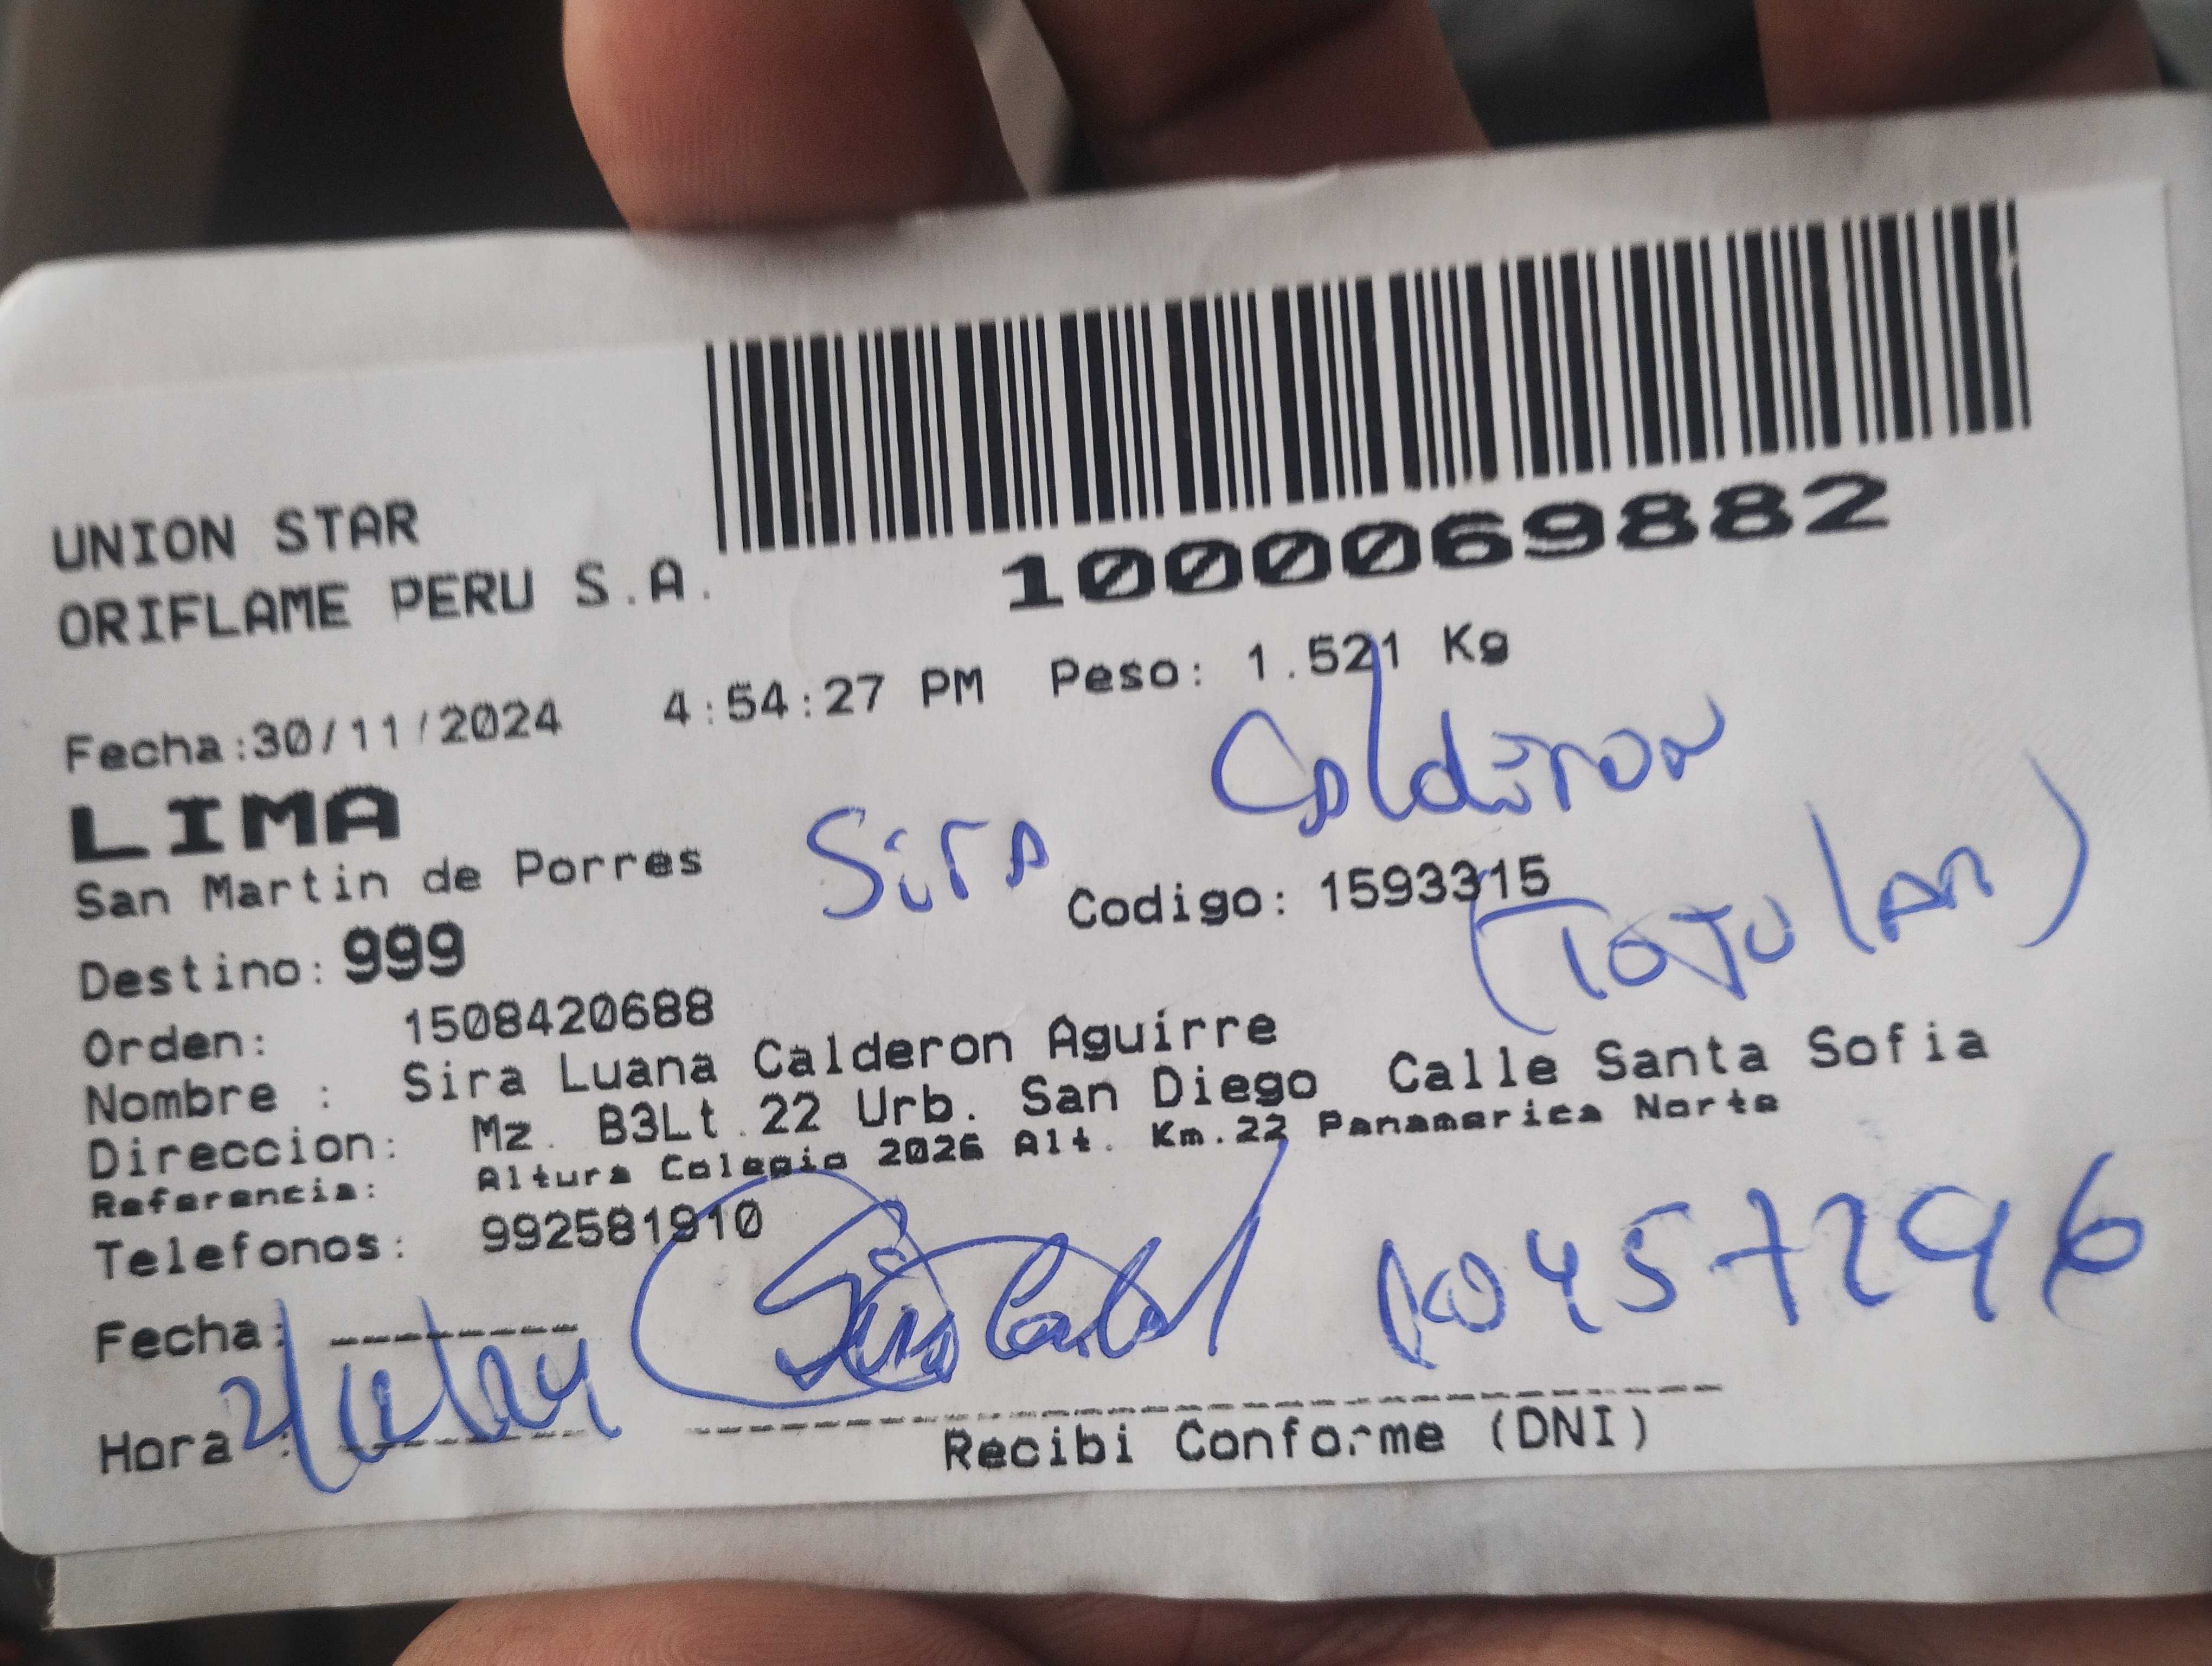 1000069882
UNION STAR
ORIFLAME PERU S.A.
Fecha:30/11/2024 4:54:27 PM Peso: 1.521 Kg
LIMA
Sira Calderon
San Martin de Porres
Codigo: 1593315
Destino: 999
Orden: 1508420688
Nombre : Sira Luana Calderon Aguirre
Direccion: Mz. B3Lt.22 Urb. San Diego Calle Santa Sofia
Referencia: Altura Colegio 2026 Alt. Km.22 Panamerica Norte
Telefonos: 992581910
Fecha:
2/12/24
Hora :
Recibi Conforme (DNI)